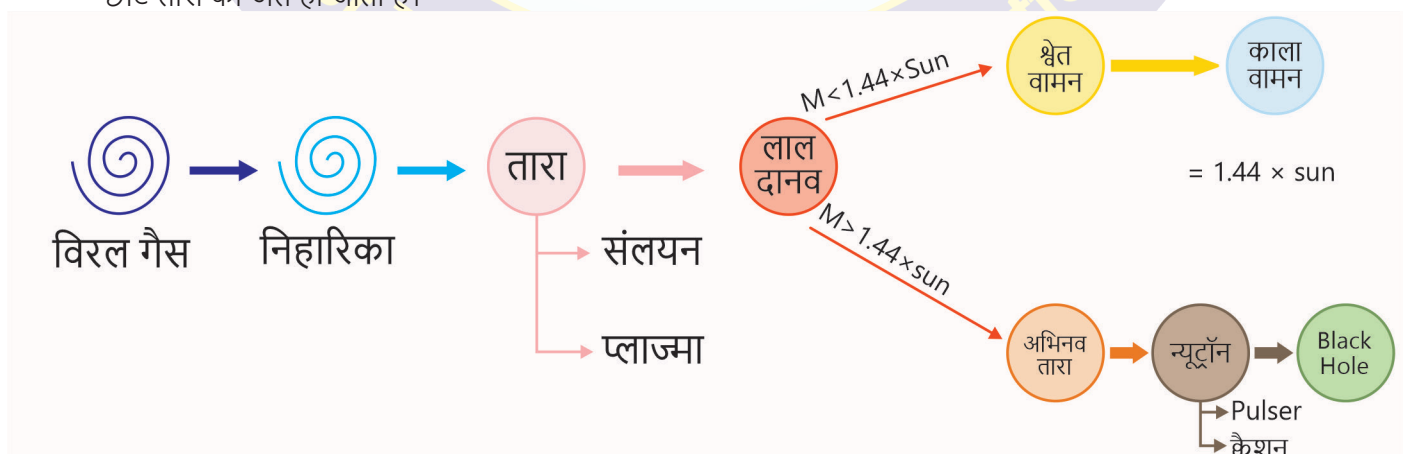 छोटे तारों का अंत हो जाता है।
विरल गैस
निहारिका
तारा
संलयन
प्लाज्मा
लाल
दानव
M<1.44×Sun
श्वेत
वामन
काला
वामन
= 1.44 × sun
M>1.44×sun
अभिनव
तारा
न्यूट्रॉन
Black
Hole
Pulser
क्वैशन